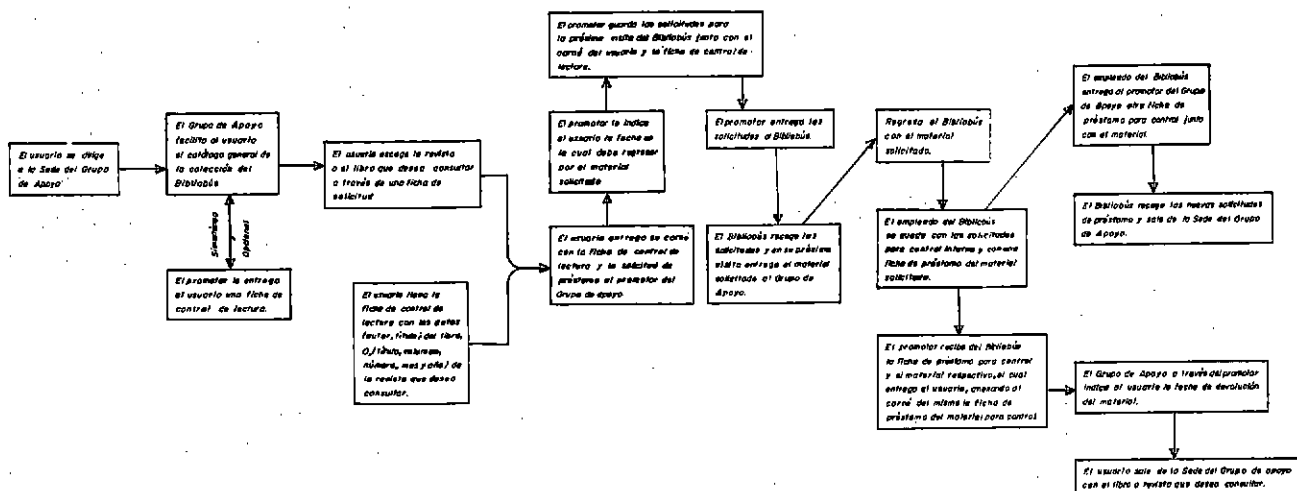 El usuario se dirige
a la Sede del Grupo
de Apoyo
El Grupo de Apoyo
facilita al usuario
el catálogo general de
la colección del
Bibliobús
Simultáneo
y
Opcional
El promotor le entrega
al usuario una ficha de
control de lectura.
El usuario escoge la revista
o el libro que desea consultar
a través de una ficha de
solicitud
El usuario llena la
ficha de control de
lectura con los datos
(autor, título) del libro,
O,(título, volumen,
número, mes y año) de
la revista que desea
consultar.
El usuario entrega su carné
con la ficha de control de
lectura y la solicitud de
préstamo al promotor del
Grupo de apoyo
El promotor le indica
al usuario la fecha en
la cual debe regresar
por el material
solicitado
El promotor guarda las solicitudes para
la próxima visita del Bibliobús junto con el
carné del usuario y la ficha de control de
lectura.
El promotor entrega las
solicitudes a Bibliobús.
El Bibliobús recoge las
solicitudes y en su próxima
visita entrega el material
solicitado al Grupo de
Apoyo.
Regresa el Bibliobús
con el material
solicitado.
El empleado del Bibliobús
se queda con las solicitudes
para control interno y con una
ficha de préstamo del material
solicitado.
El empleado del Bibliobús
entrega al promotor del Grupo
de Apoyo otra ficha de
préstamo para control junto
con el material.
El Bibliobús recoge las nuevas solicitudes
de préstamo y sale de la Sede del Grupo
de Apoyo.
El promotor recibe del Bibliobús
la ficha de préstamo para control
y el material respectivo, el cual
entrega al usuario, anexando al
carné del mismo la ficha de
préstamo del material para control
El Grupo de Apoyo a través del promotor
indica al usuario la fecha de devolución
del material.
El usuario sale de la Sede del Grupo de apoyo
con el libro o revista que desea consultar.